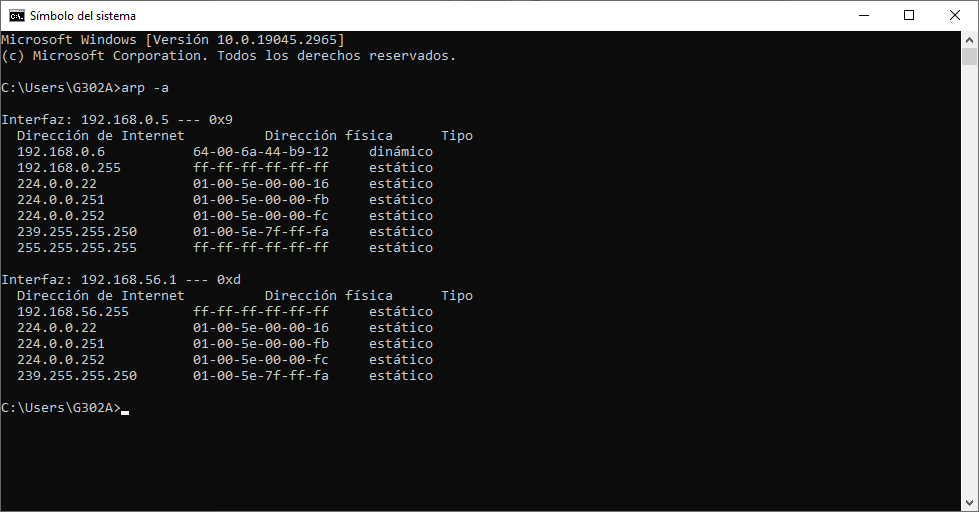 Símbolo del sistema
Microsoft Windows [Versión 10.0.19045.2965]
(c) Microsoft Corporation. Todos los derechos reservados.
C:\Users\G302A>arp -a
Interfaz: 192.168.0.5 --- 0x9
Dirección de Internet          Dirección física      Tipo
192.168.0.6           64-00-6a-44-b9-12     dinámico
192.168.0.255         ff-ff-ff-ff-ff-ff     estático
224.0.0.22            01-00-5e-00-00-16     estático
224.0.0.251           01-00-5e-00-00-fb     estático
224.0.0.252           01-00-5e-00-00-fc     estático
239.255.255.250       01-00-5e-7f-ff-fa     estático
255.255.255.255       ff-ff-ff-ff-ff-ff     estático
Interfaz: 192.168.56.1 --- 0xd
Dirección de Internet          Dirección física      Tipo
192.168.56.255        ff-ff-ff-ff-ff-ff     estático
224.0.0.22            01-00-5e-00-00-16     estático
224.0.0.251           01-00-5e-00-00-fb     estático
224.0.0.252           01-00-5e-00-00-fc     estático
239.255.255.250       01-00-5e-7f-ff-fa     estático
C:\Users\G302A>